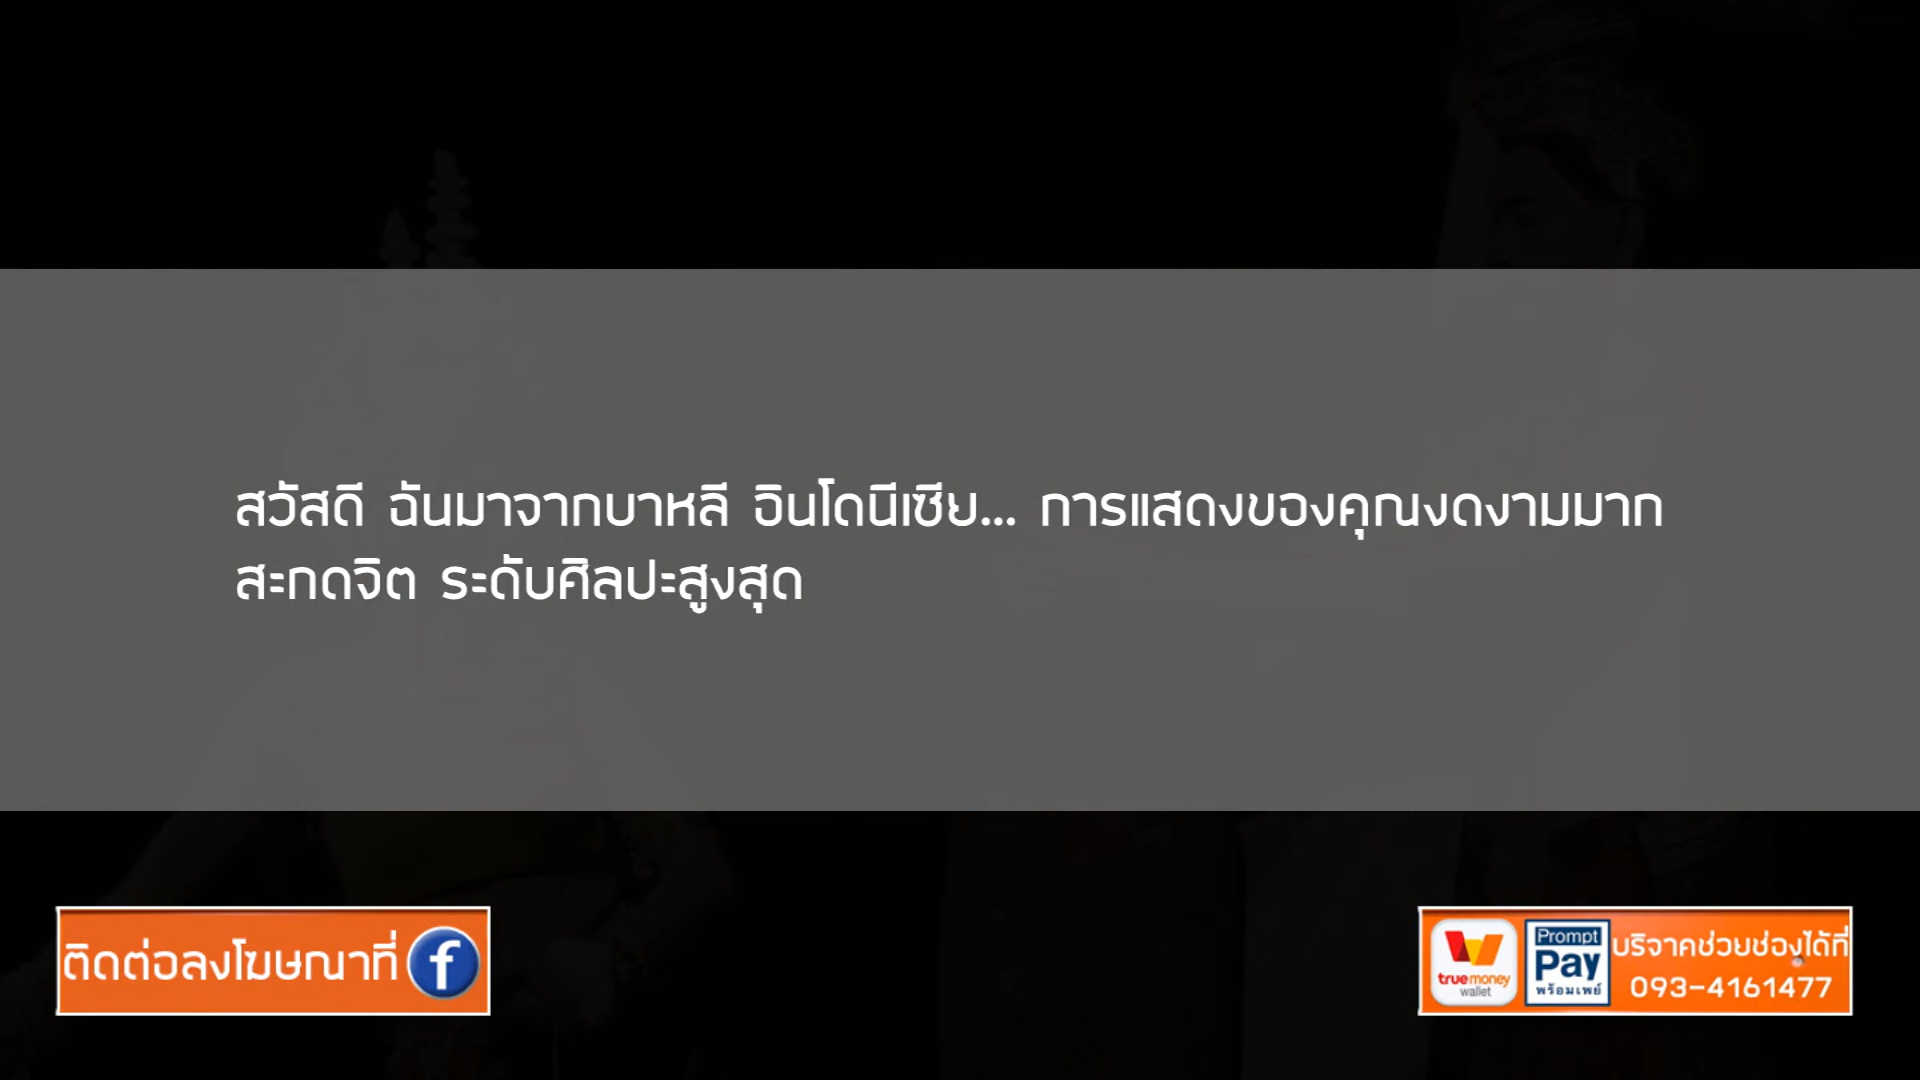 สวัสดี ฉันมาจากบาหลี อินโดนีเซีย... การแสดงของคุณงดงามมาก
สะกดจิต ระดับศิลปะสูงสุด
ติดต่อลงโฆษณาที่ f
truemoney
wallet
Prompt
Pay
พร้อมเพย์
บริจาคช่วยช่องได้ที่
093-4161477